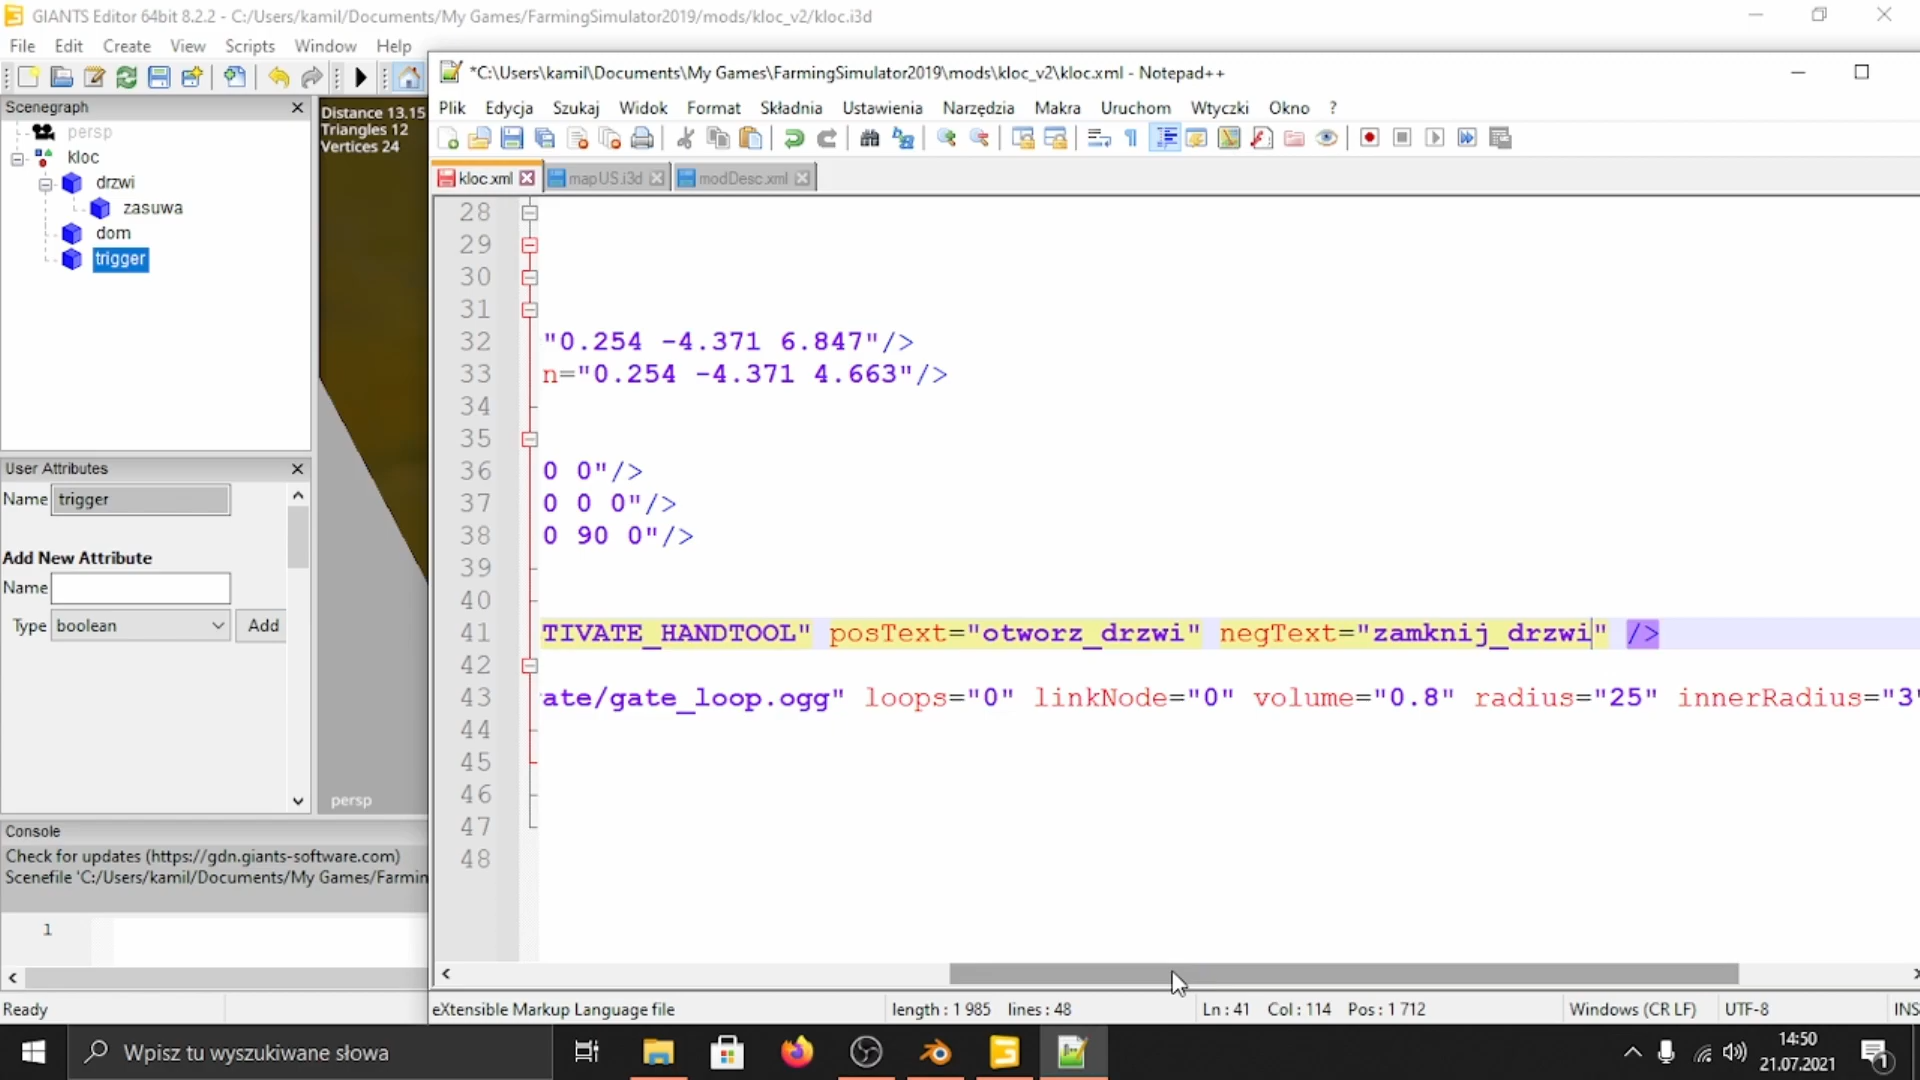 GIANTS Editor 64bit 8.2.2 - C:/Users/kamil/Documents/My Games/FarmingSimulator2019/mods/kloc_v2/kloc.i3d
File Edit Create View Scripts Window Help
*C:\Users\kamil\Documents\My Games\FarmingSimulator2019\mods\kloc_v2\kloc.xml - Notepad++
Plik Edycja Szukaj Widok Format Składnia Ustawienia Narzędzia Makra Uruchom Wtyczki Okno ?
kloc.xml mapUS.i3d modDesc.xml
Scenegraph
persp
kloc
drzwi
zasuwa
dom
trigger
Distance 13.15
Triangles 12
Vertices 24
persp
User Attributes
Name trigger
Add New Attribute
Name
Type boolean Add
Console
Check for updates (https://gdn.giants-software.com)
Scenefile 'C:/Users/kamil/Documents/My Games/Farmin
1
Ready
28
29
30
31
32 "0.254 -4.371 6.847"/>
33 n="0.254 -4.371 4.663"/>
34
35
36 0 0"/>
37 0 0 0"/>
38 0 90 0"/>
39
40
41 TIVATE_HANDTOOL" posText="otworz_drzwi" negText="zamknij_drzwi" />
42
43 ate/gate_loop.ogg" loops="0" linkNode="0" volume="0.8" radius="25" innerRadius="3"
44
45
46
47
48
eXtensible Markup Language file length : 1 985 lines : 48 Ln : 41 Col : 114 Pos : 1 712 Windows (CR LF) UTF-8 INS
Wpisz tu wyszukiwane słowa
14:50
21.07.2021
1